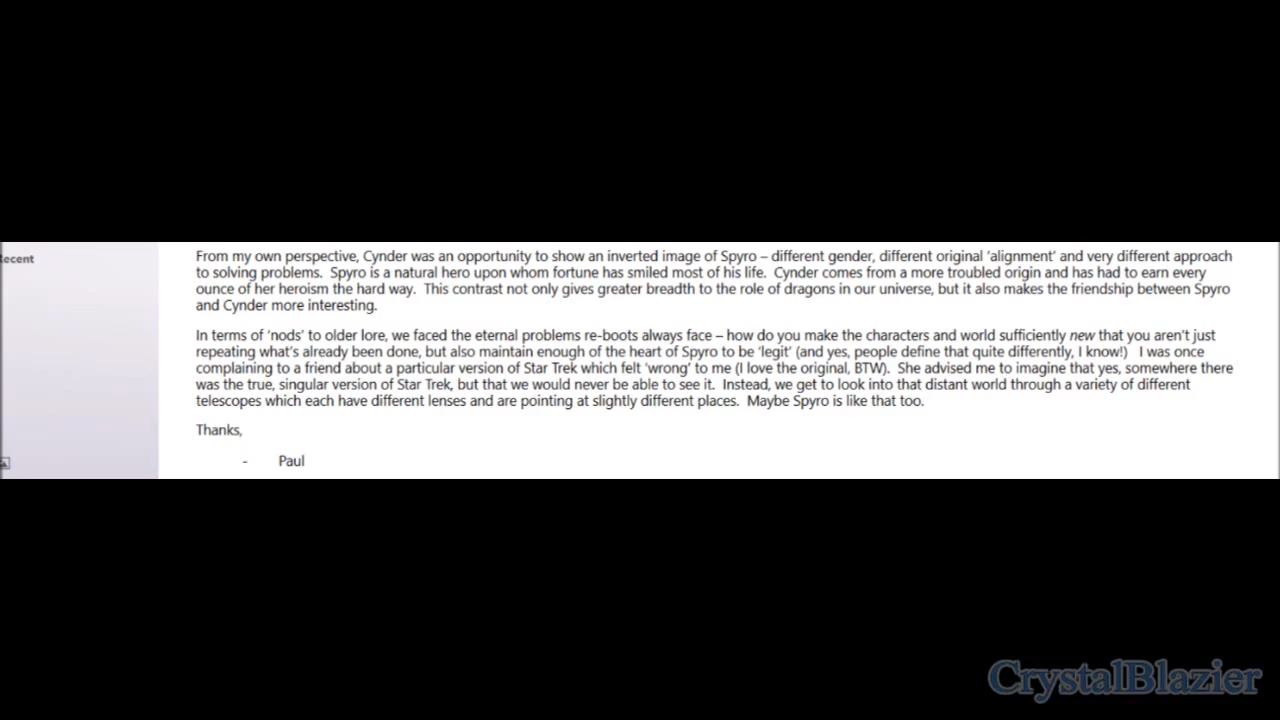 Recent
From my own perspective, Cynder was an opportunity to show an inverted image of Spyro – different gender, different original ‘alignment’ and very different approach
to solving problems.  Spyro is a natural hero upon whom fortune has smiled most of his life.  Cynder comes from a more troubled origin and has had to earn every
ounce of her heroism the hard way.  This contrast not only gives greater breadth to the role of dragons in our universe, but it also makes the friendship between Spyro
and Cynder more interesting.
In terms of ‘nods’ to older lore, we faced the eternal problems re-boots always face – how do you make the characters and world sufficiently new that you aren’t just
repeating what’s already been done, but also maintain enough of the heart of Spyro to be ‘legit’ (and yes, people define that quite differently, I know!)   I was once
complaining to a friend about a particular version of Star Trek which felt ‘wrong’ to me (I love the original, BTW).  She advised me to imagine that yes, somewhere there
was the true, singular version of Star Trek, but that we would never be able to see it.  Instead, we get to look into that distant world through a variety of different
telescopes which each have different lenses and are pointing at slightly different places.  Maybe Spyro is like that too.
Thanks,
- Paul
CrystalBlazier